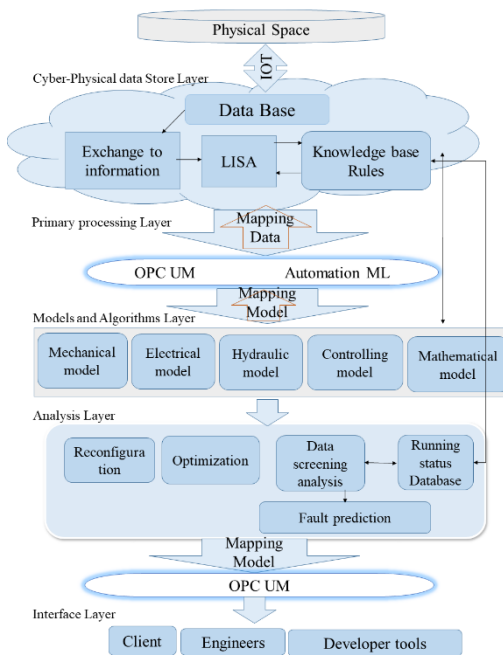 Physical Space
IOT
Cyber-Physical data Store Layer
Data Base
Exchange to
information
LISA
Knowledge base
Rules
Primary processing Layer
Mapping
Data
OPC UM
Automation ML
Mapping
Model
Models and Algorithms Layer
Mechanical
model
Electrical
model
Hydraulic
model
Controlling
model
Mathematical
model
Analysis Layer
Reconfigura
tion
Optimization
Data
screening
analysis
Running
status
Database
Fault prediction
Mapping
Model
OPC UM
Interface Layer
Client
Engineers
Developer tools